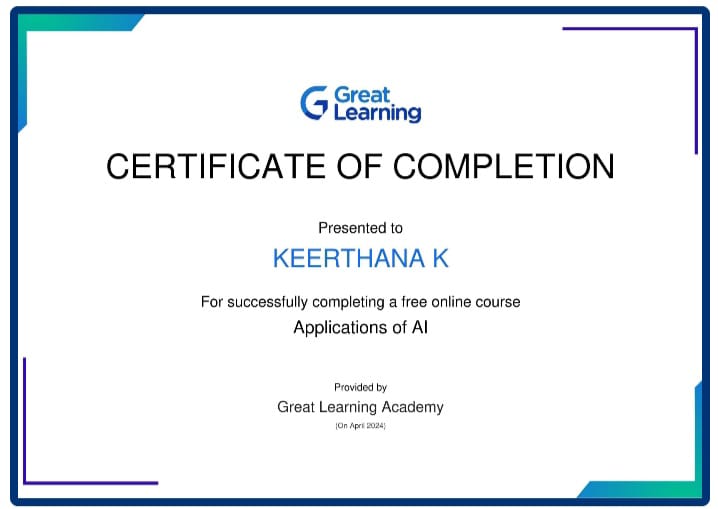 Great
Learning
CERTIFICATE OF COMPLETION
Presented to
KEERTHANA K
For successfully completing a free online course
Applications of AI
Provided by
Great Learning Academy
(On April 2024)